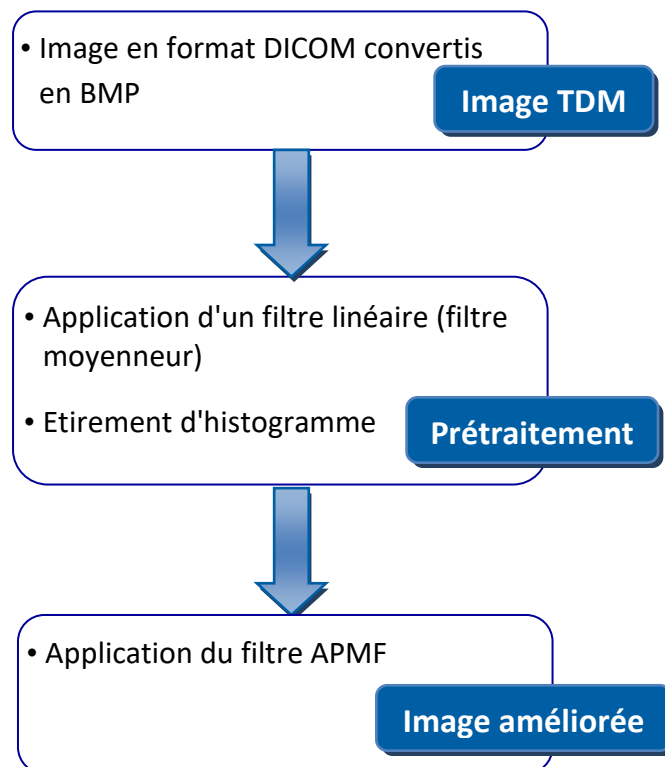 • Image en format DICOM convertis
en BMP
Image TDM
• Application d'un filtre linéaire (filtre
moyenneur)
• Etirement d'histogramme
Prétraitement
• Application du filtre APMF
Image améliorée